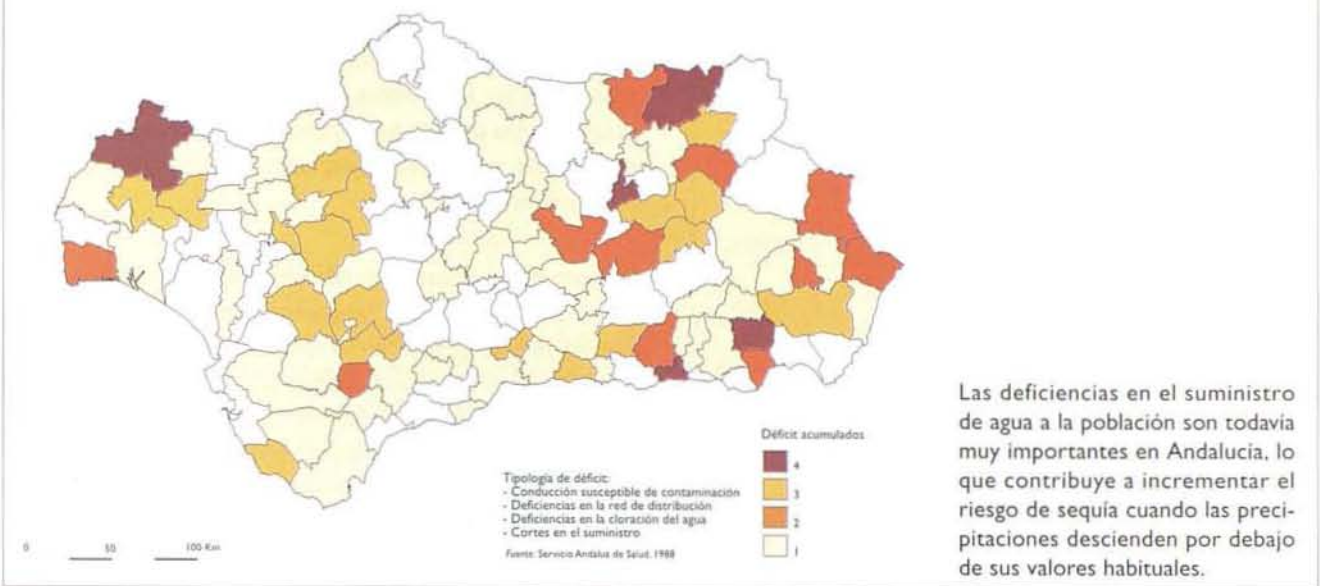 Déficit acumulados
4
3
2
1
Tipología de déficit:
- Conducción susceptible de contaminación
- Deficiencias en la red de distribución
- Deficiencias en la cloración del agua
- Cortes en el suministro
Fuente: Servicio Andaluz de Salud. 1988
0 50 100 Km
Las deficiencias en el suministro
de agua a la población son todavía
muy importantes en Andalucía, lo
que contribuye a incrementar el
riesgo de sequía cuando las preci-
pitaciones descienden por debajo
de sus valores habituales.